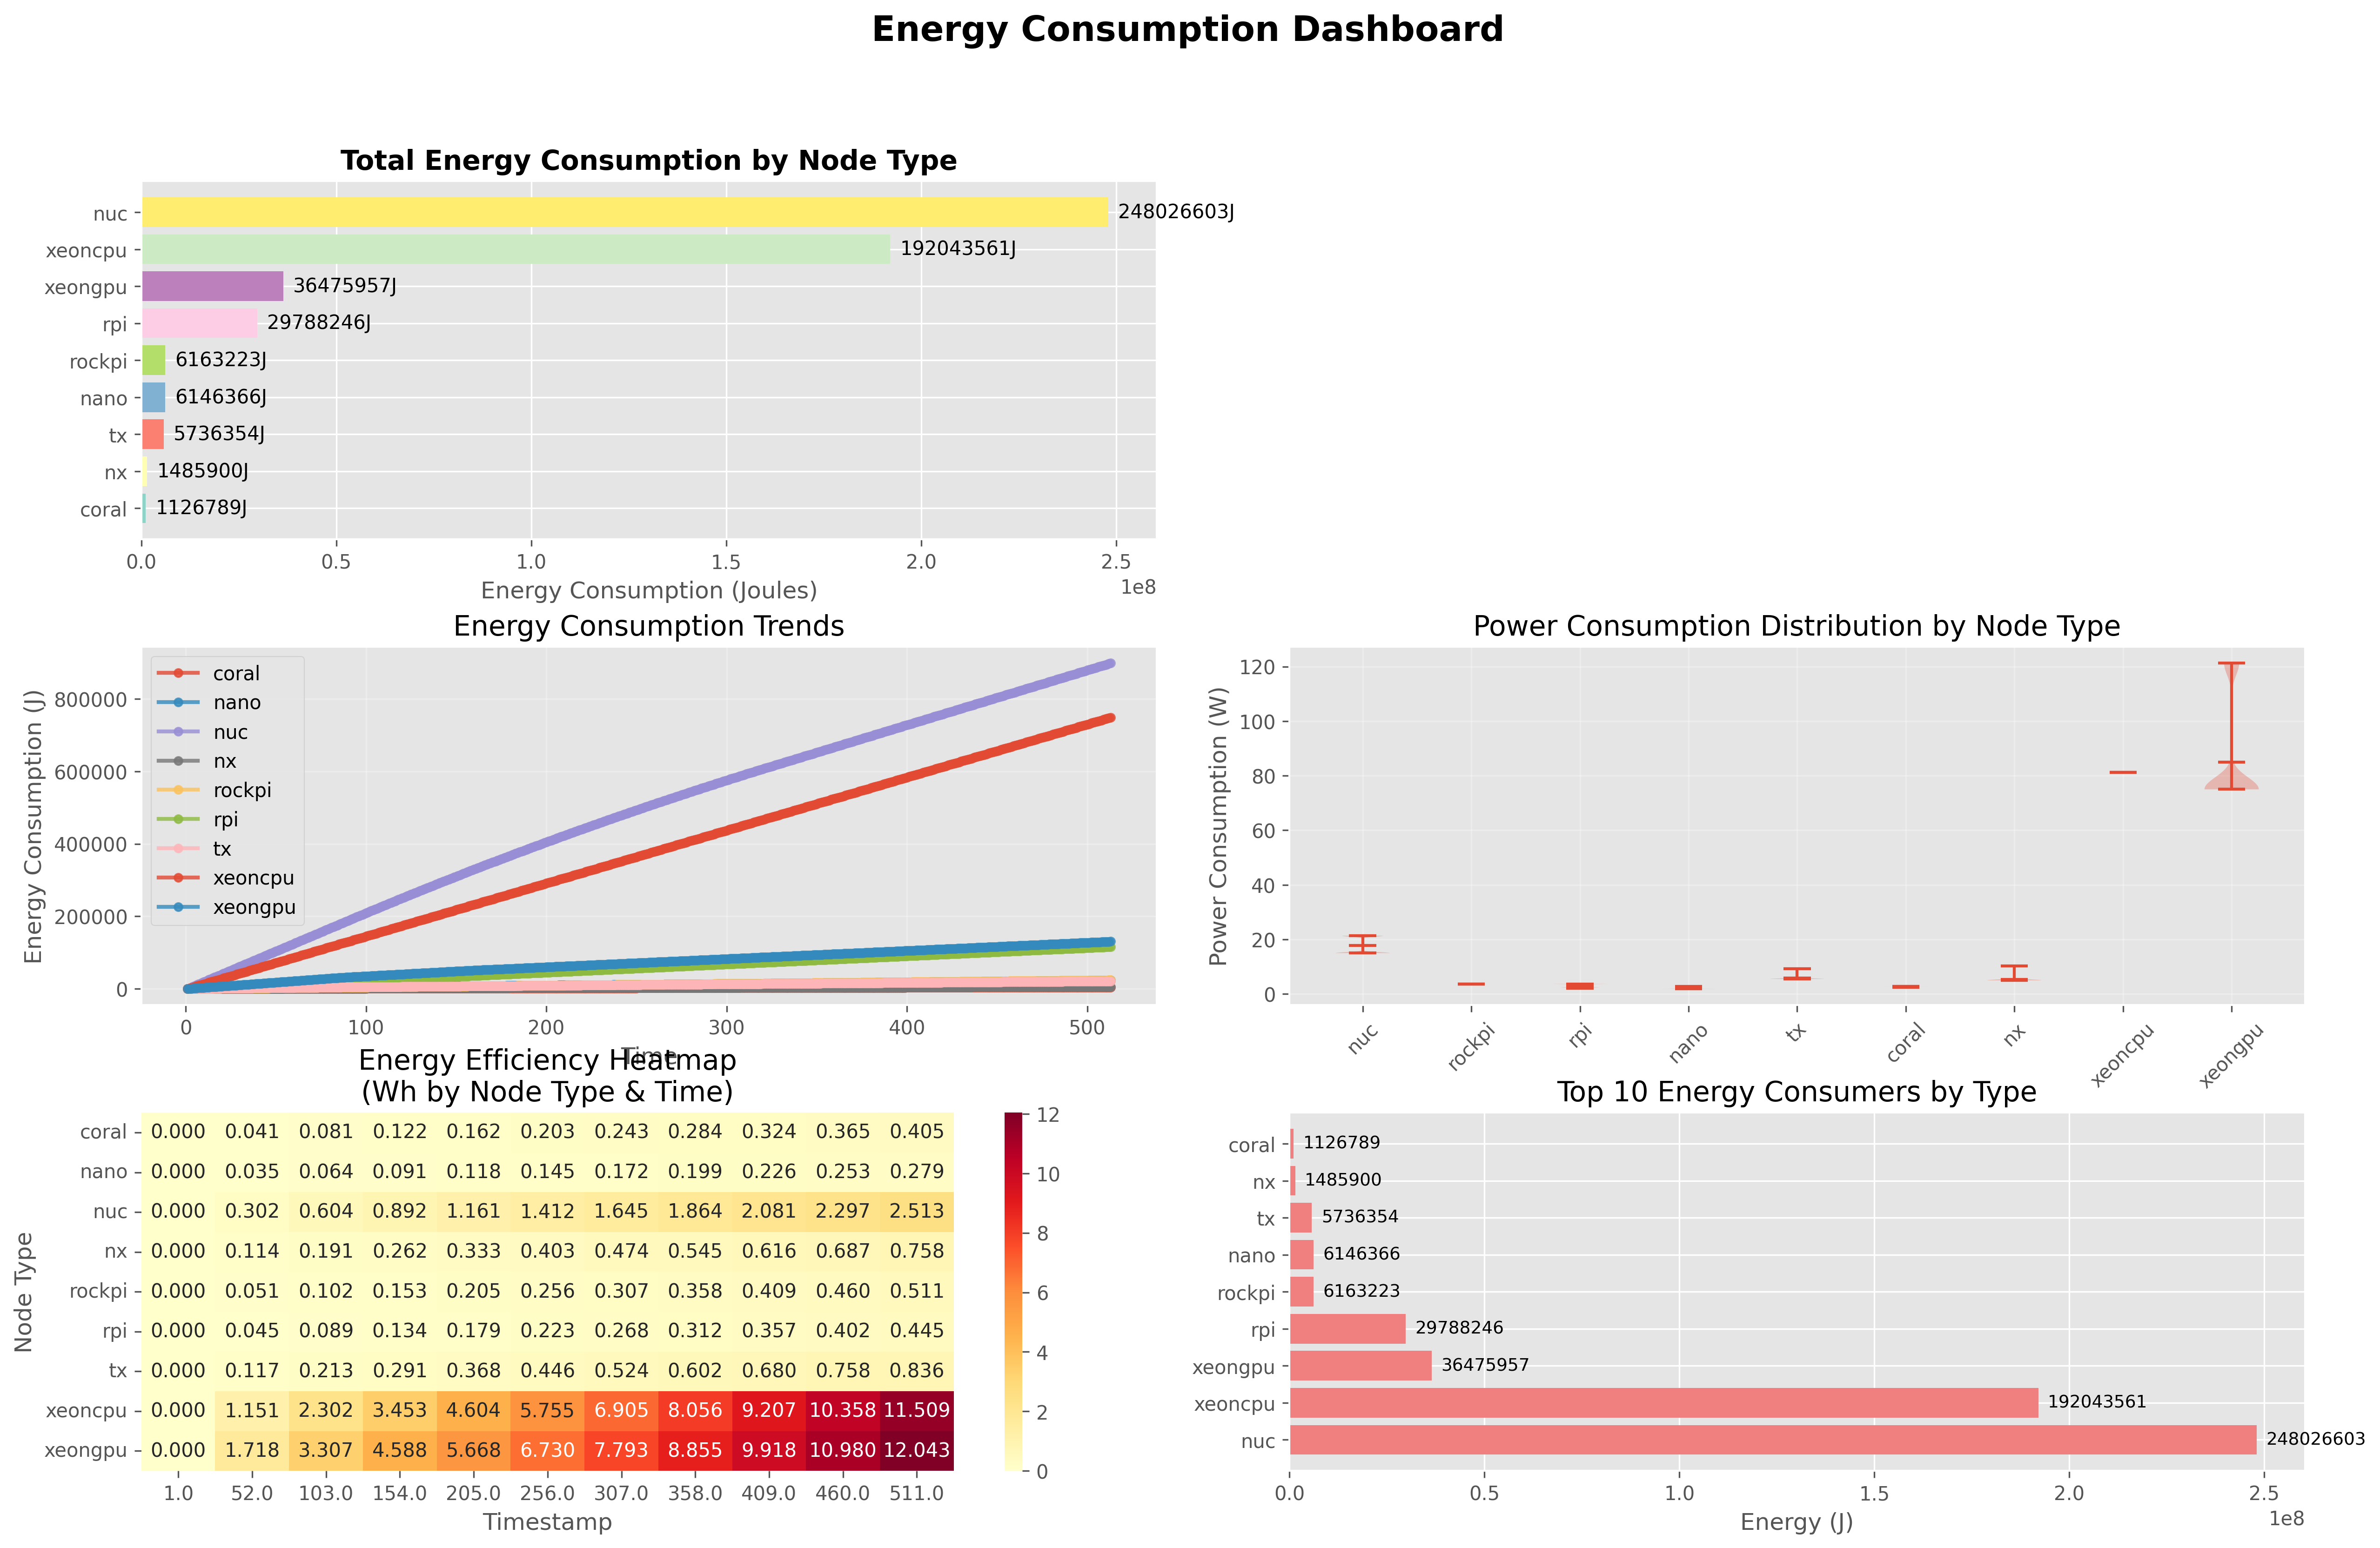 Energy Consumption Dashboard
Total Energy Consumption by Node Type
nuc 248026603J
xeoncpu 192043561J
xeongpu 36475957J
rpi 29788246J
rockpi 6163223J
nano 6146366J
tx 5736354J
nx 1485900J
coral 1126789J
0.0 0.5 1.0 1.5 2.0 2.5
1e8
Energy Consumption (Joules)
Energy Consumption Trends
Energy Consumption (J)
800000
600000
400000
200000
0
coral
nano
nuc
nx
rockpi
rpi
tx
xeoncpu
xeongpu
0 100 200 300 400 500
Time
Power Consumption Distribution by Node Type
Power Consumption (W)
120
100
80
60
40
20
0
nuc rockpi rpi nano tx coral nx xeoncpu xeongpu
Energy Efficiency Heatmap
(Wh by Node Type & Time)
Node Type
coral 0.000 0.041 0.081 0.122 0.162 0.203 0.243 0.284 0.324 0.365 0.405
nano 0.000 0.035 0.064 0.091 0.118 0.145 0.172 0.199 0.226 0.253 0.279
nuc 0.000 0.302 0.604 0.892 1.161 1.412 1.645 1.864 2.081 2.297 2.513
nx 0.000 0.114 0.191 0.262 0.333 0.403 0.474 0.545 0.616 0.687 0.758
rockpi 0.000 0.051 0.102 0.153 0.205 0.256 0.307 0.358 0.409 0.460 0.511
rpi 0.000 0.045 0.089 0.134 0.179 0.223 0.268 0.312 0.357 0.402 0.445
tx 0.000 0.117 0.213 0.291 0.368 0.446 0.524 0.602 0.680 0.758 0.836
xeoncpu 0.000 1.151 2.302 3.453 4.604 5.755 6.905 8.056 9.207 10.358 11.509
xeongpu 0.000 1.718 3.307 4.588 5.668 6.730 7.793 8.855 9.918 10.980 12.043
1.0 52.0 103.0 154.0 205.0 256.0 307.0 358.0 409.0 460.0 511.0
Timestamp
12
10
8
6
4
2
0
Top 10 Energy Consumers by Type
coral 1126789
nx 1485900
tx 5736354
nano 6146366
rockpi 6163223
rpi 29788246
xeongpu 36475957
xeoncpu 192043561
nuc 248026603
0.0 0.5 1.0 1.5 2.0 2.5
1e8
Energy (J)